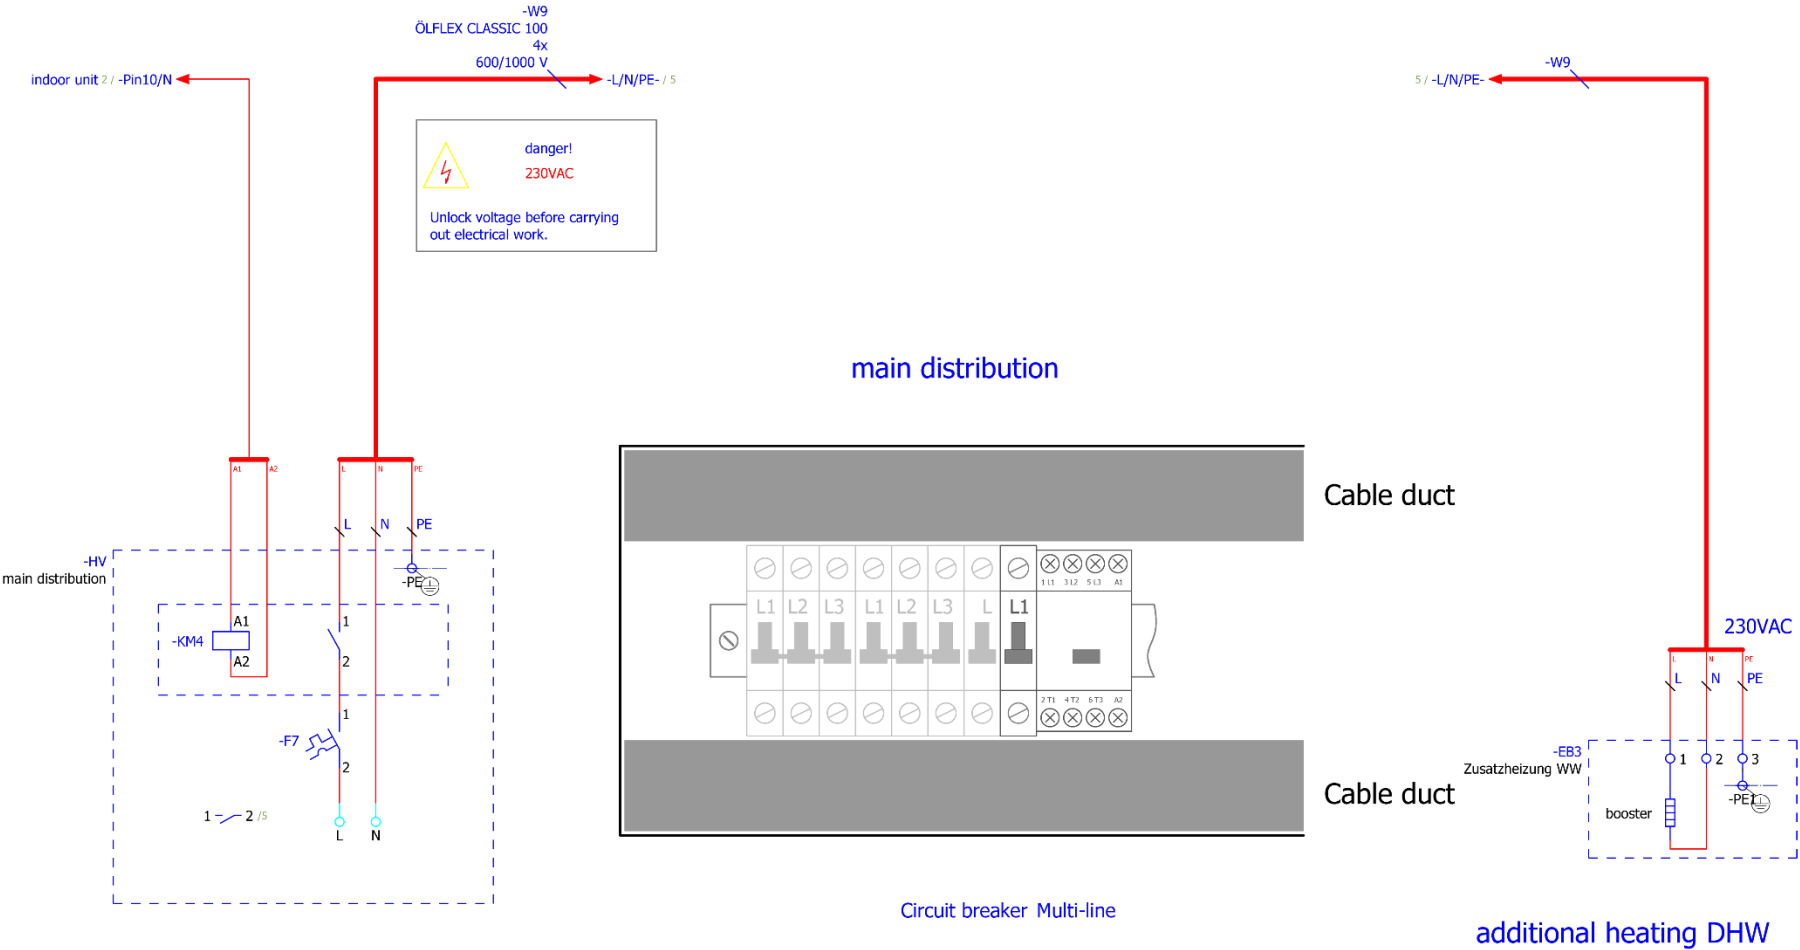 -W9
ÖLFLEX CLASSIC 100
4x
600/1000 V
indoor unit 2 / -Pin10/N
-L/N/PE- / 5
5 / -L/N/PE-
-W9
danger!
230VAC
Unlock voltage before carrying
out electrical work.
main distribution
A1 A2 L N PE
Cable duct
L N PE
-HV
main distribution
-PE
1 L1 3 L2 5 L3 A1
L1 L2 L3 L1 L2 L3 L L1
A1 1
-KM4
A2 2
230VAC
L N PE
L N PE
2 T1 4 T2 6 T3 A2
1
-F7
2
-EB3
Zusatzheizung WW
1 2 3
-PE1
booster
Cable duct
1 2 /5
L N
Circuit breaker Multi-line
additional heating DHW